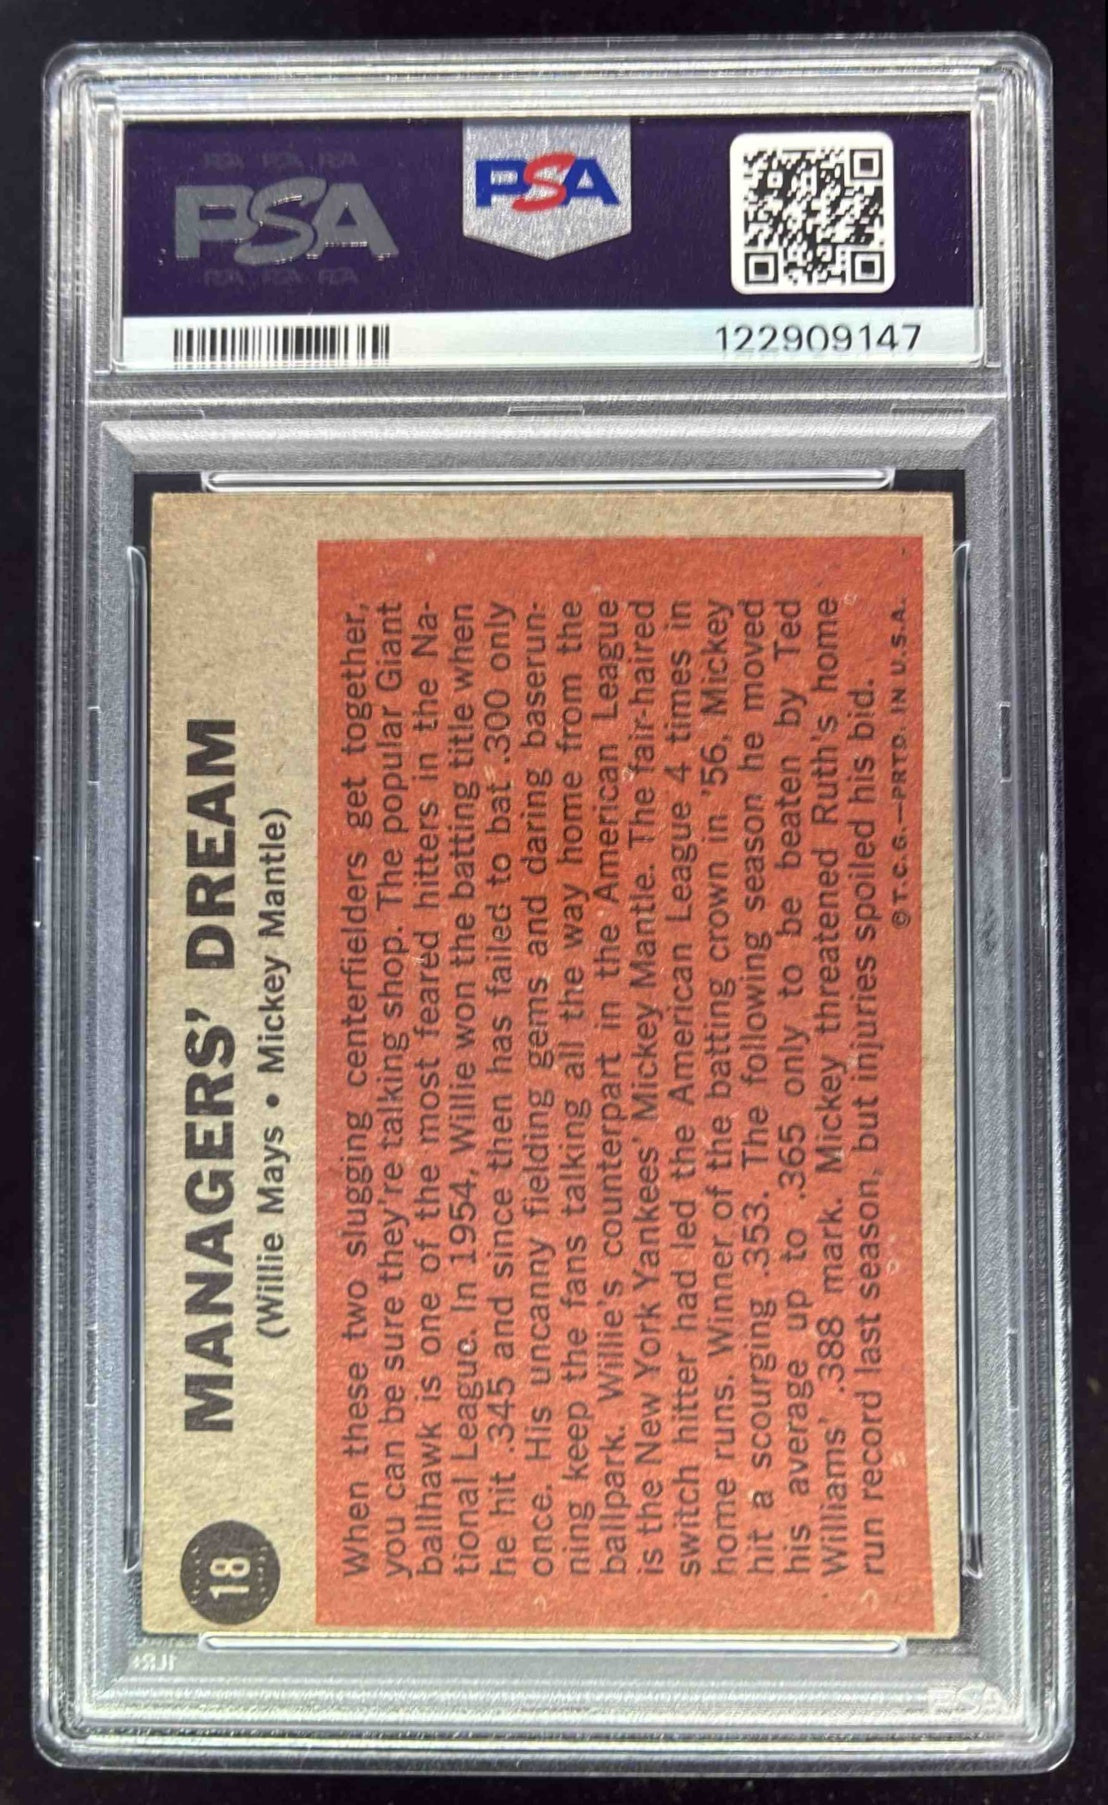 PSA PSA PSA
PSA
PSA PSA PSA
PSA
122909147
18
MANAGERS' DREAM
(Willie Mays • Mickey Mantle)
When these two slugging centerfielders get together,
you can be sure they're talking shop. The popular Giant
ballhawk is one of the most feared hitters in the Na-
tional League. In 1954, Willie won the batting title when
he hit .345 and since then has failed to bat .300 only
once. His uncanny fielding gems and daring baserun-
ning keep the fans talking all the way home from the
ballpark. Willie's counterpart in the American League
is the New York Yankees' Mickey Mantle. The fair-haired
switch hitter had led the American League 4 times in
home runs. Winner of the batting crown in '56, Mickey
hit a scourging .353. The following season he moved
his average up to .365 only to be beaten by Ted
Williams' .388 mark. Mickey threatened Ruth's home
run record last season, but injuries spoiled his bid.
© T.C.G.—PRTD. IN U.S.A.
PSA